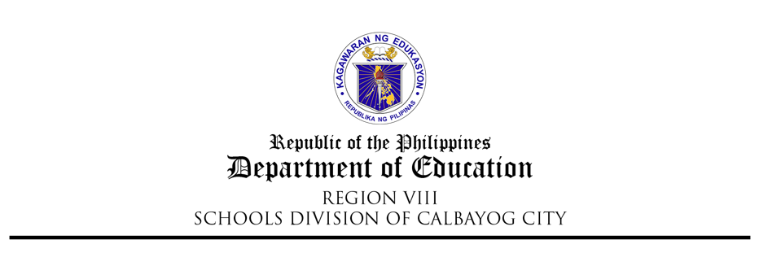 KAGAWARAN NG EDUKASYON
REPUBLIKA NG PILIPINAS
Republic of the Philippines
Department of Education
REGION VIII
SCHOOLS DIVISION OF CALBAYOG CITY